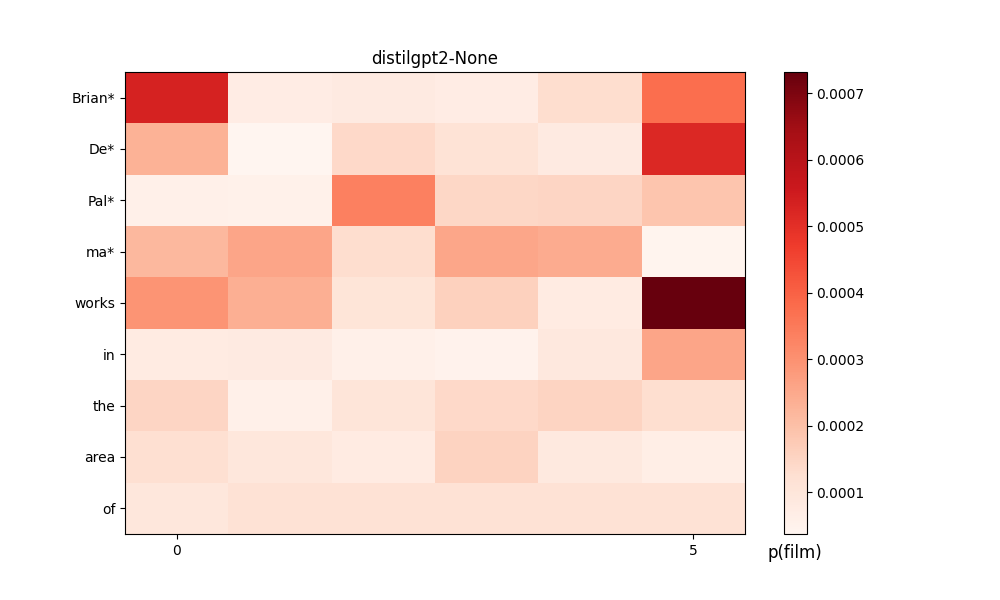 distilgpt2-None
Brian*
De*
Pal*
ma*
works
in
the
area
of
0
5
0.0007
0.0006
0.0005
0.0004
0.0003
0.0002
0.0001
p(film)